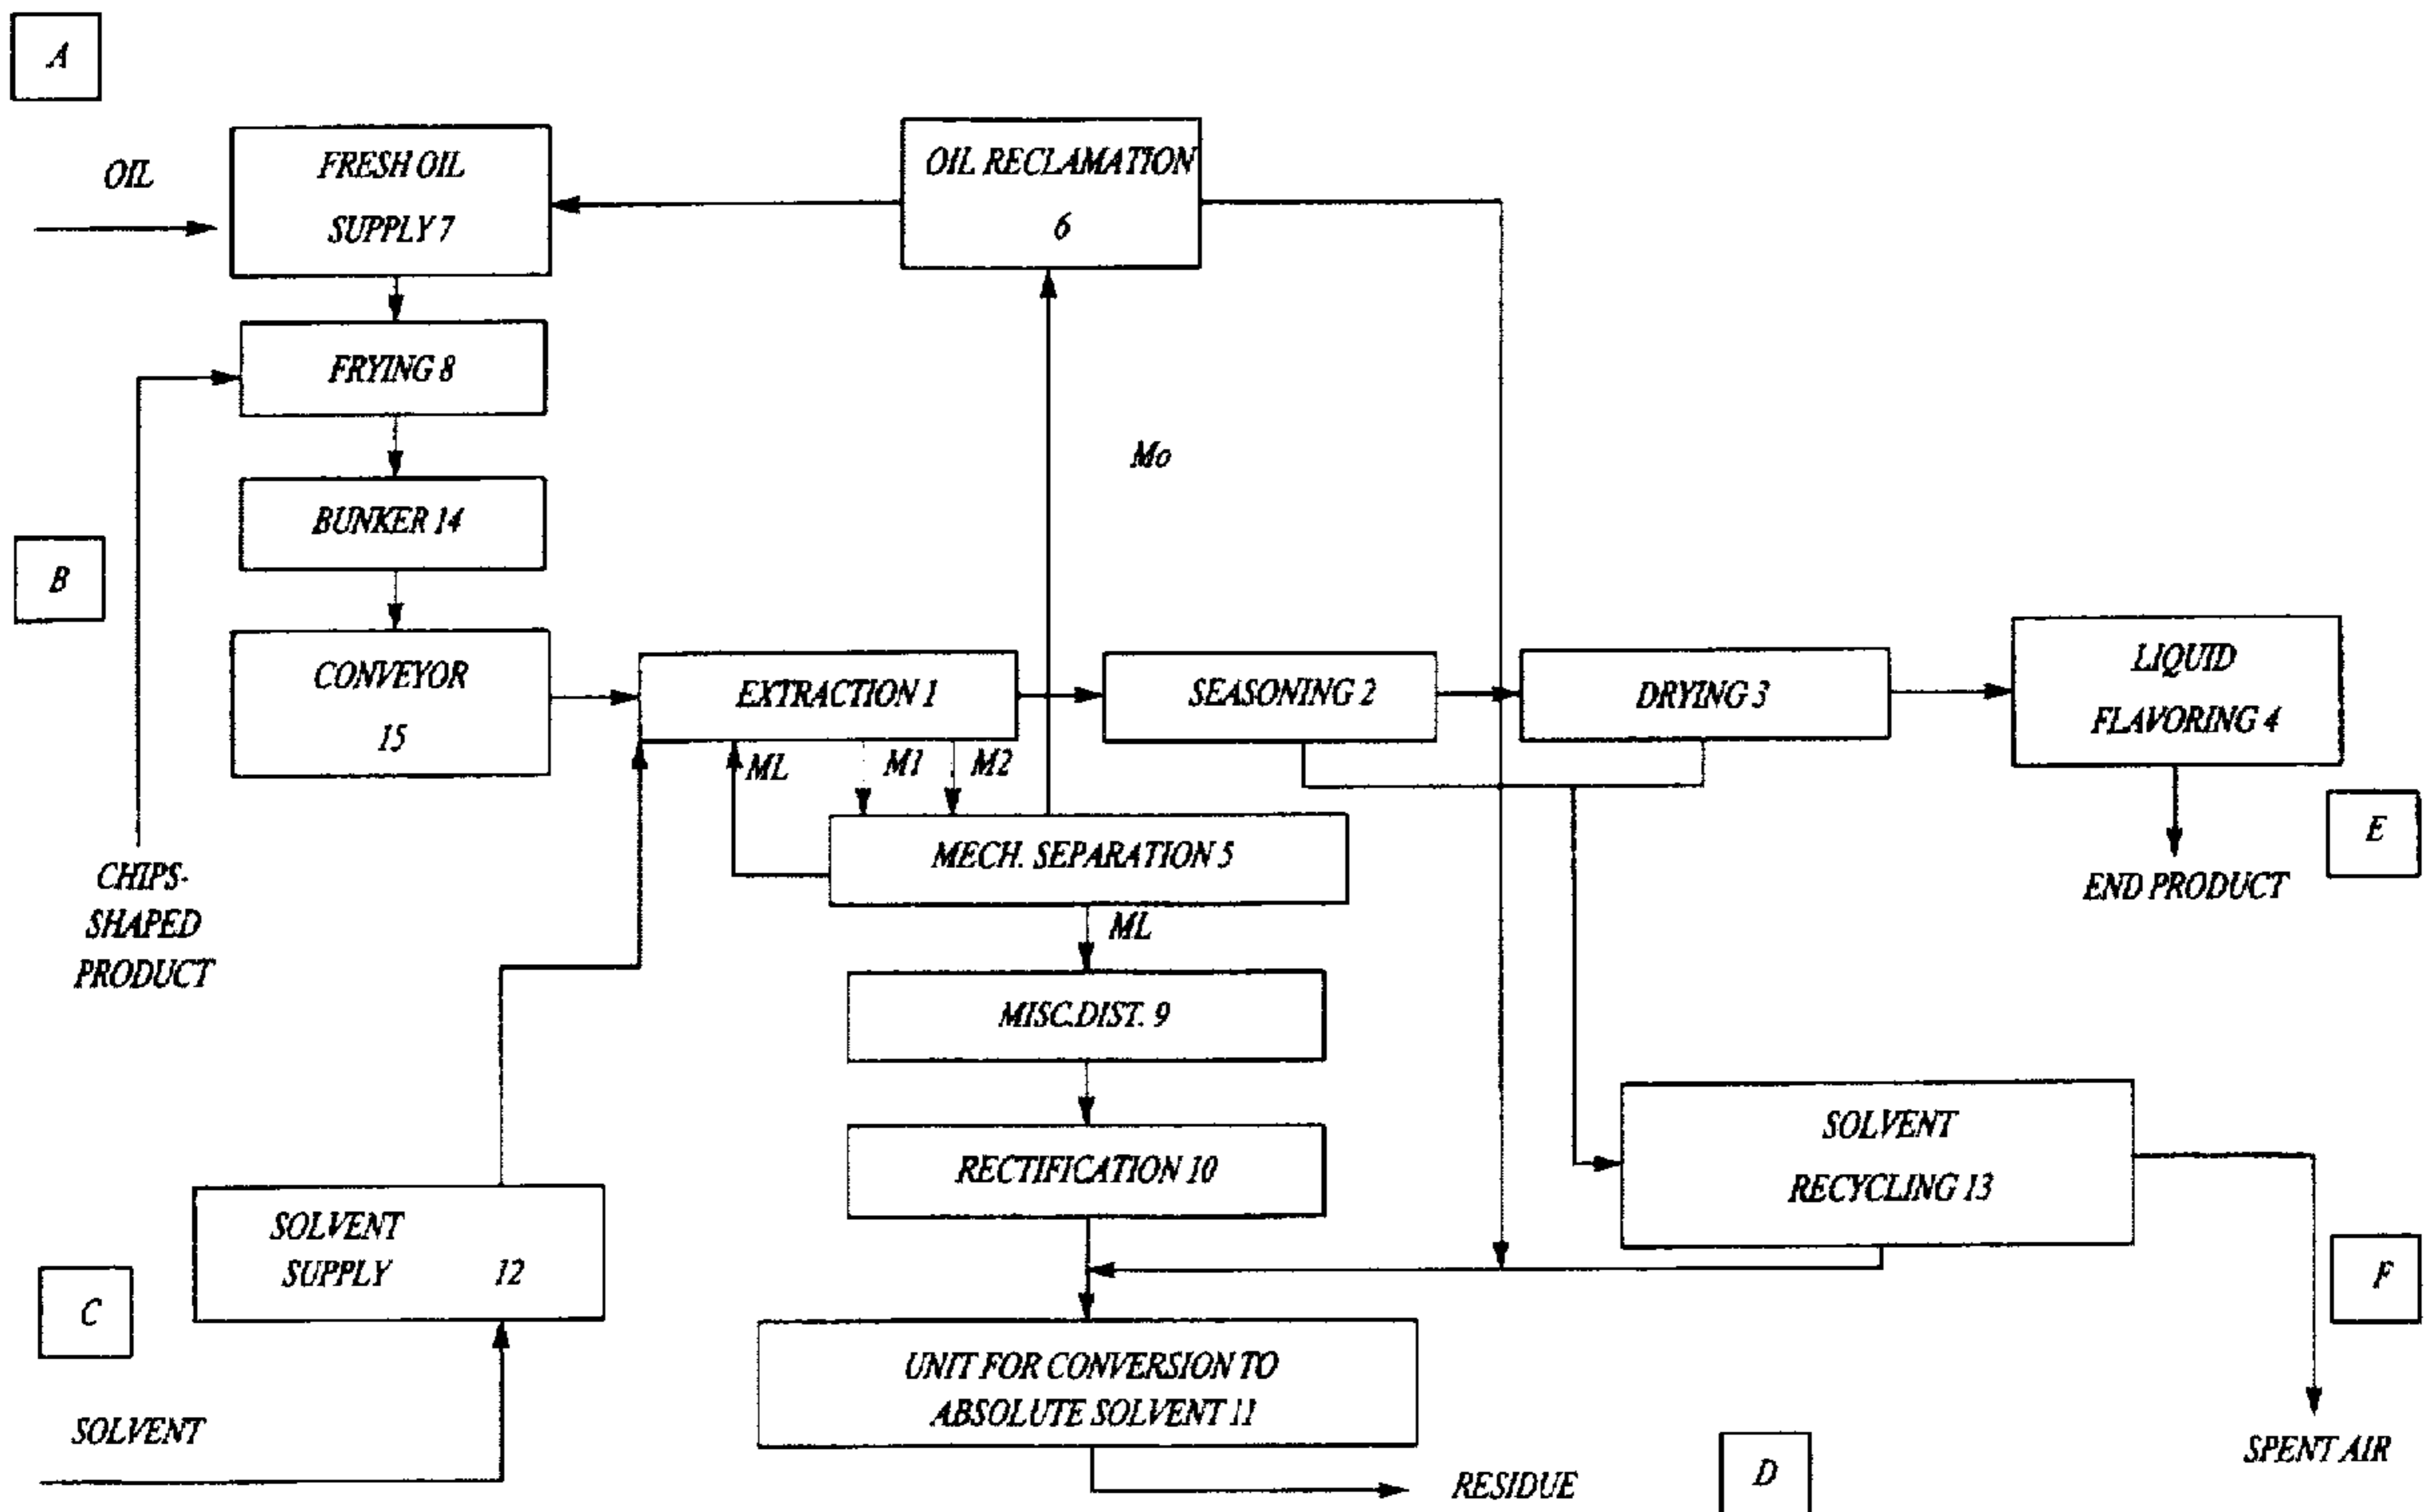 A
OIL
FRESH OIL
SUPPLY 7
OIL RECLAMATION
6
FRYING 8
Mo
BUNKER 14
B
CONVEYOR
15
EXTRACTION 1
SEASONING 2
DRYING 3
LIQUID
FLAVORING 4
ML
M1
M2
E
MECH. SEPARATION 5
END PRODUCT
CHIPS-
SHAPED
PRODUCT
ML
MISC.DIST. 9
SOLVENT
RECYCLING 13
RECTIFICATION 10
SOLVENT
SUPPLY 12
C
F
UNIT FOR CONVERSION TO
ABSOLUTE SOLVENT 11
SOLVENT
SPENT AIR
RESIDUE
D